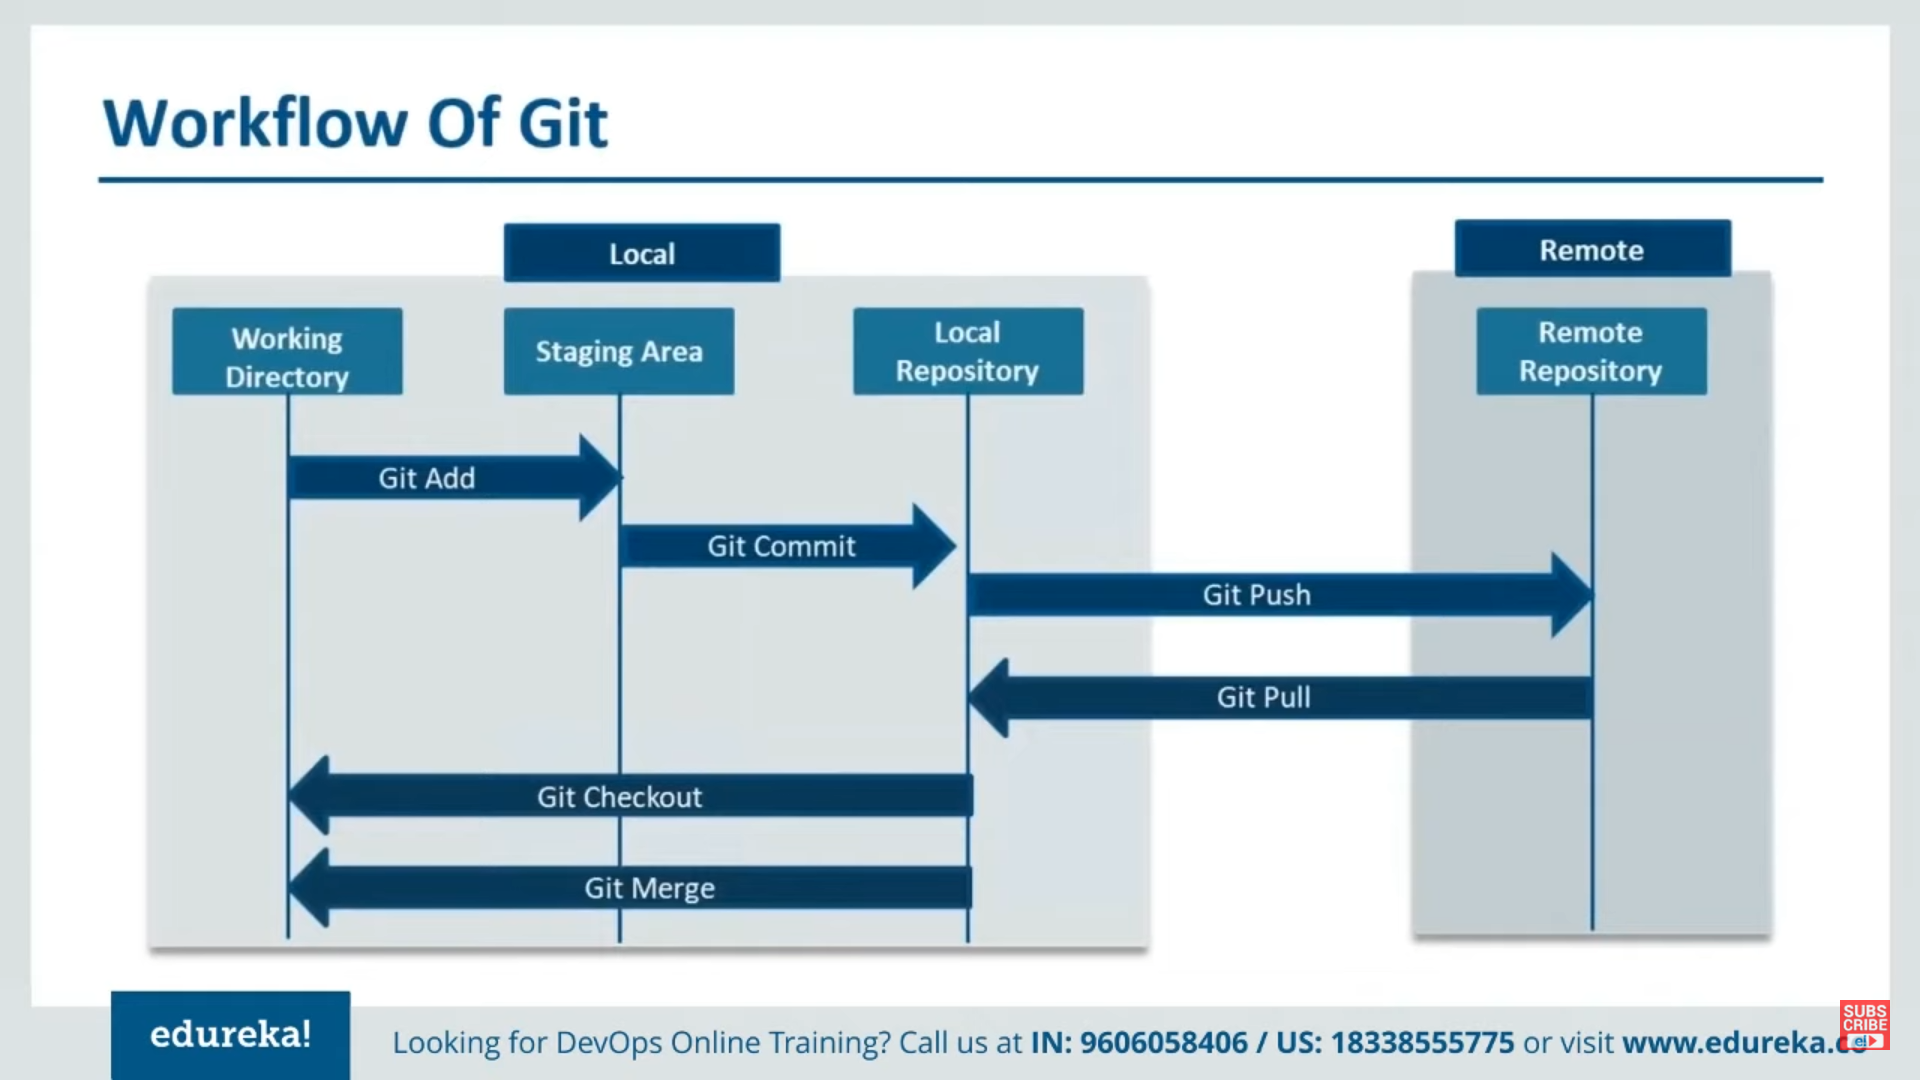 Workflow Of Git
Local
Remote
Working
Directory
Staging Area
Local
Repository
Remote
Repository
Git Add
Git Commit
Git Push
Git Pull
Git Checkout
Git Merge
edureka!
Looking for DevOps Online Training? Call us at IN: 9606058406 / US: 18338555775 or visit www.edureka.co
SUBS
CRIBE
e!